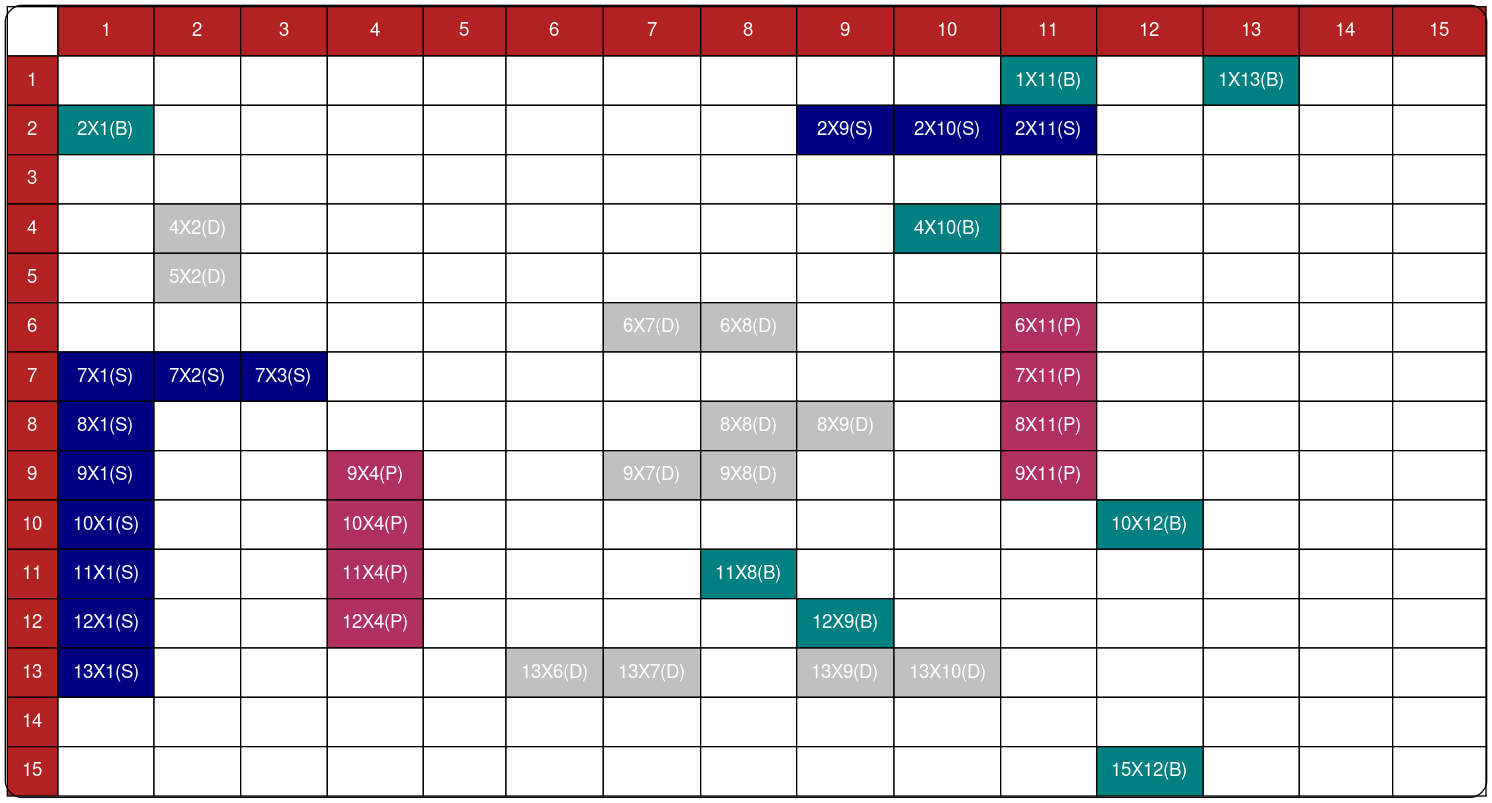 1 2 3 4 5 6 7 8 9 10 11 12 13 14 15
1 1X11(B) 1X13(B)
2 2X1(B) 2X9(S) 2X10(S) 2X11(S)
3
4 4X2(D) 4X10(B)
5 5X2(D)
6 6X7(D) 6X8(D) 6X11(P)
7 7X1(S) 7X2(S) 7X3(S) 7X11(P)
8 8X1(S) 8X8(D) 8X9(D) 8X11(P)
9 9X1(S) 9X4(P) 9X7(D) 9X8(D) 9X11(P)
10 10X1(S) 10X4(P) 10X12(B)
11 11X1(S) 11X4(P) 11X8(B)
12 12X1(S) 12X4(P) 12X9(B)
13 13X1(S) 13X6(D) 13X7(D) 13X9(D) 13X10(D)
14
15 15X12(B)